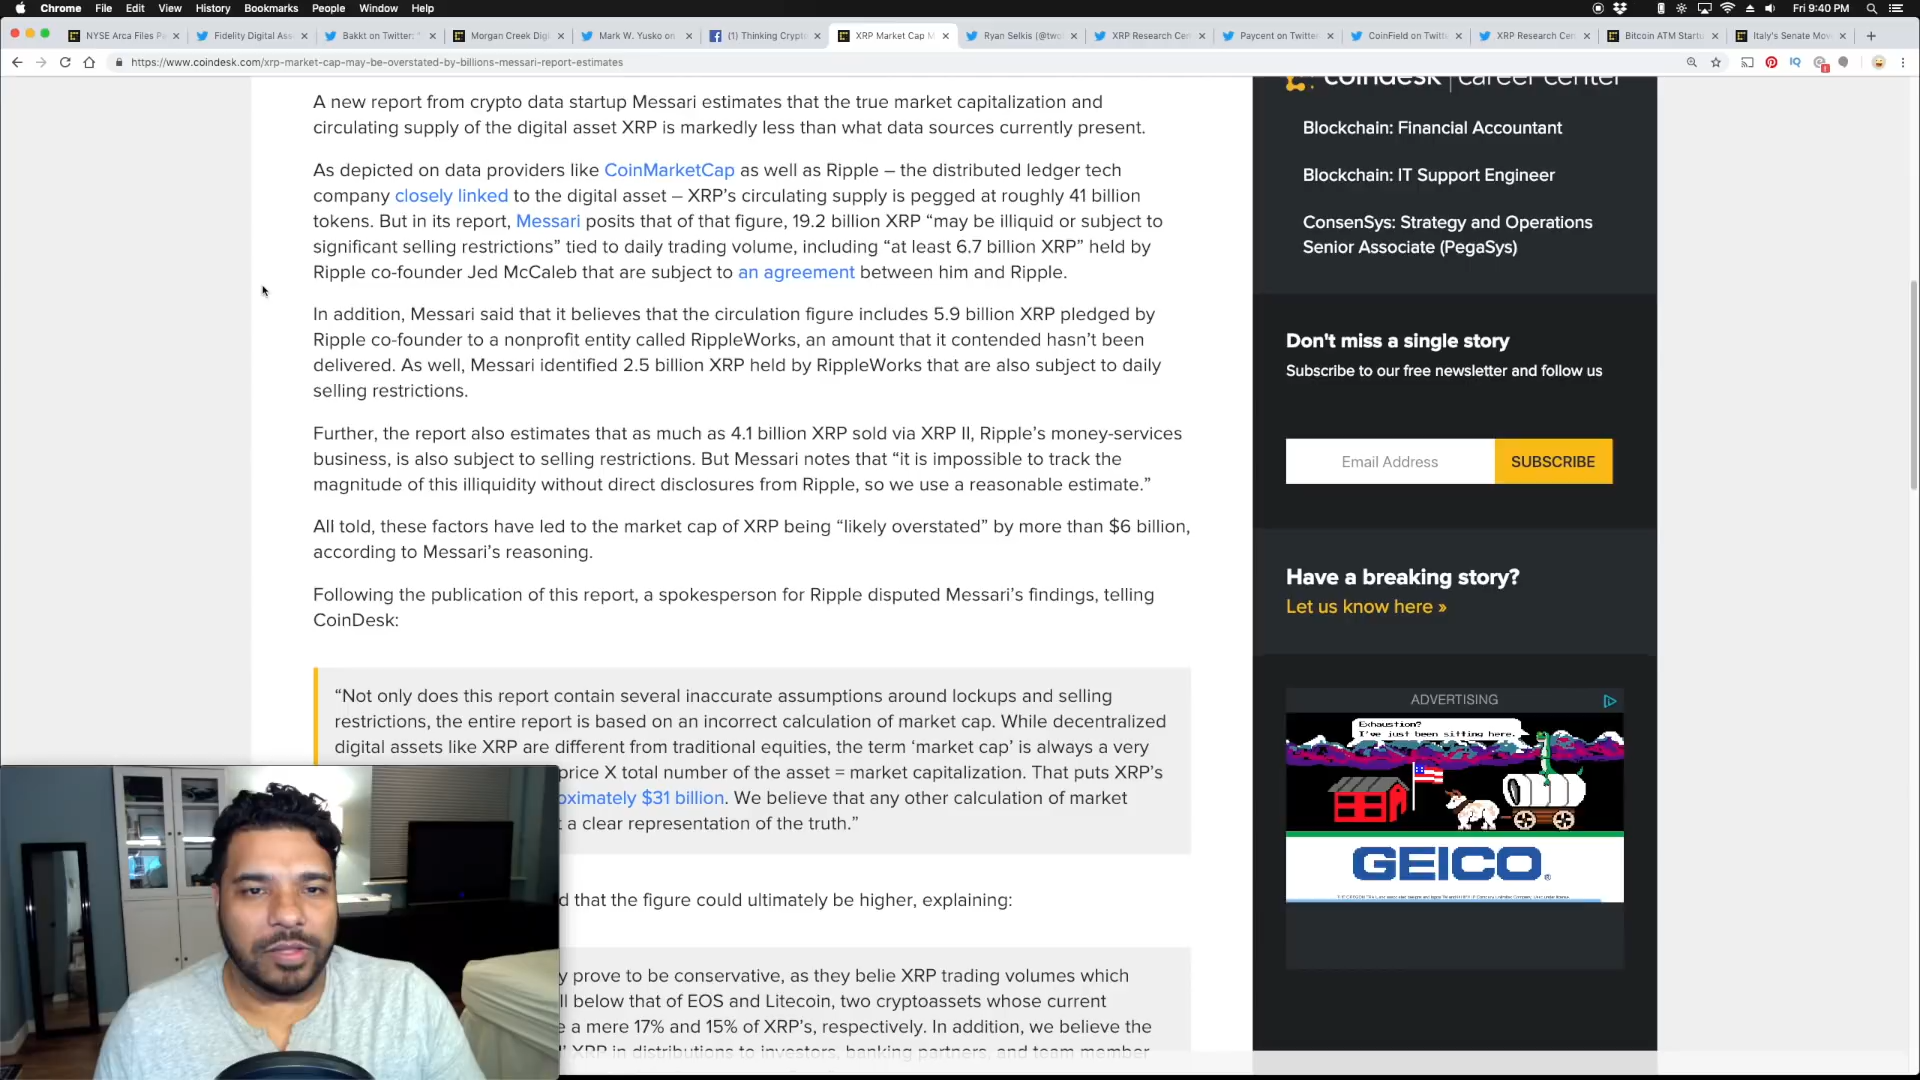 Chrome File Edit View History Bookmarks People Window Help Fri 9:40 PM
NYSE Arca Files Fidelity Digital Ass Bakkt on Twitter: Morgan Creek Digi Mark W. Yusko on (1) Thinking Crypto XRP Market Cap M Ryan Selkis (@two XRP Research Cen Paycent on Twitter CoinField on Twitt XRP Research Cen Bitcoin ATM Startu Italy's Senate Mov
https://www.coindesk.com/xrp-market-cap-may-be-overstated-by-billions-messari-report-estimates
A new report from crypto data startup Messari estimates that the true market capitalization and
circulating supply of the digital asset XRP is markedly less than what data sources currently present.
As depicted on data providers like CoinMarketCap as well as Ripple – the distributed ledger tech
company closely linked to the digital asset – XRP’s circulating supply is pegged at roughly 41 billion
tokens. But in its report, Messari posits that of that figure, 19.2 billion XRP “may be illiquid or subject to
significant selling restrictions” tied to daily trading volume, including “at least 6.7 billion XRP” held by
Ripple co-founder Jed McCaleb that are subject to an agreement between him and Ripple.
In addition, Messari said that it believes that the circulation figure includes 5.9 billion XRP pledged by
Ripple co-founder to a nonprofit entity called RippleWorks, an amount that it contended hasn’t been
delivered. As well, Messari identified 2.5 billion XRP held by RippleWorks that are also subject to daily
selling restrictions.
Further, the report also estimates that as much as 4.1 billion XRP sold via XRP II, Ripple’s money-services
business, is also subject to selling restrictions. But Messari notes that “it is impossible to track the
magnitude of this illiquidity without direct disclosures from Ripple, so we use a reasonable estimate.”
All told, these factors have led to the market cap of XRP being “likely overstated” by more than $6 billion,
according to Messari’s reasoning.
Following the publication of this report, a spokesperson for Ripple disputed Messari’s findings, telling
CoinDesk:
“Not only does this report contain several inaccurate assumptions around lockups and selling
restrictions, the entire report is based on an incorrect calculation of market cap. While decentralized
digital assets like XRP are different from traditional equities, the term ‘market cap’ is always a very
price X total number of the asset = market capitalization. That puts XRP’s
oximately $31 billion. We believe that any other calculation of market
t a clear representation of the truth.”
d that the figure could ultimately be higher, explaining:
y prove to be conservative, as they belie XRP trading volumes which
ll below that of EOS and Litecoin, two cryptoassets whose current
e a mere 17% and 15% of XRP’s, respectively. In addition, we believe the
XRP in distributions to investors, banking partners, and team member
coindesk | career center
Blockchain: Financial Accountant
Blockchain: IT Support Engineer
ConsenSys: Strategy and Operations
Senior Associate (PegaSys)
Don't miss a single story
Subscribe to our free newsletter and follow us
Email Address SUBSCRIBE
Have a breaking story?
Let us know here »
ADVERTISING
Exhaustion?
I've just been sitting here.
GEICO